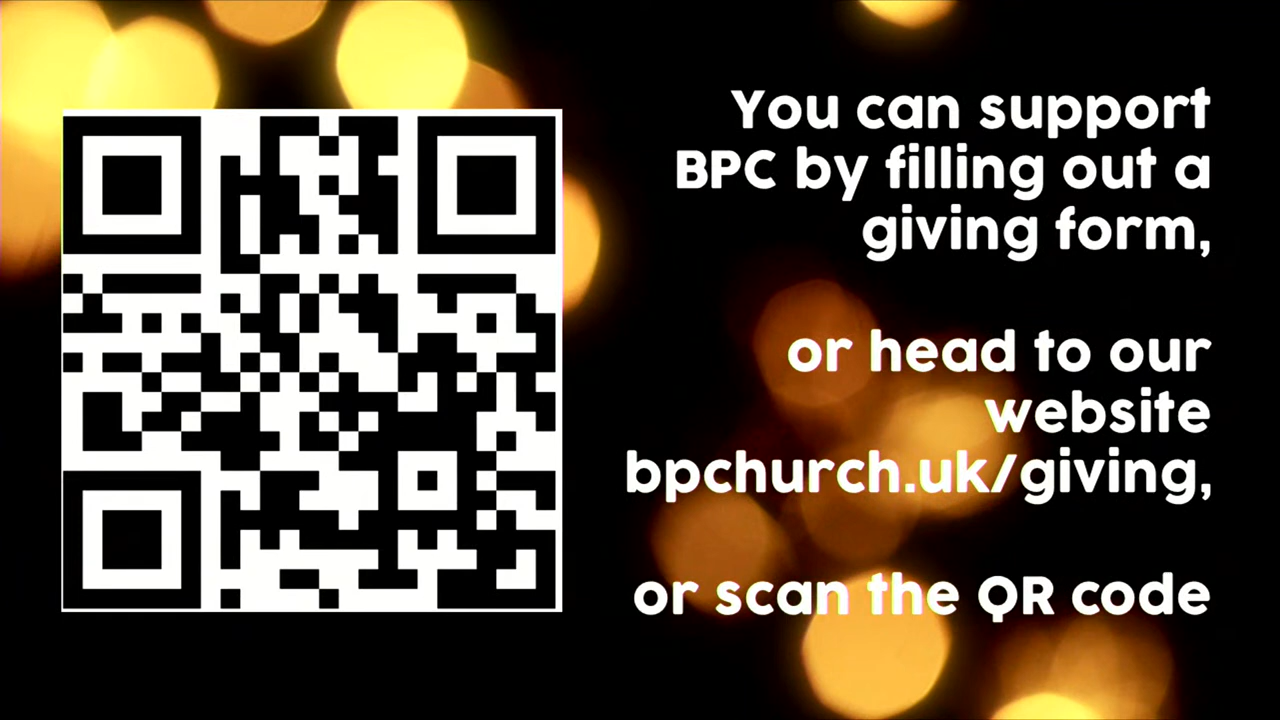 You can support
BPC by filling out a
giving form,
or head to our
website
bpchurch.uk/giving,
or scan the QR code